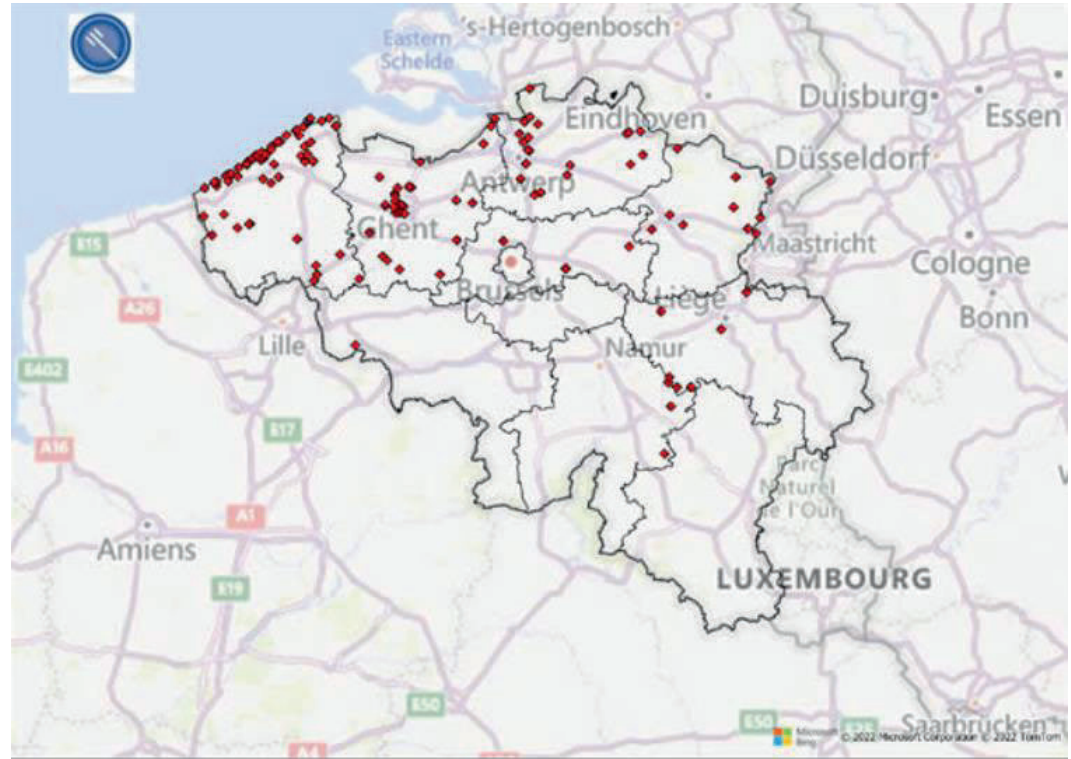 's-Hertogenbosch
Eastern
Schelde
Duisburg
Essen
Eindhoven
Düsseldorf
Antwerp
E15
Ghent
Maastricht
Cologne
Brussels
Liège
A26
Bonn
Lille
Namur
E402
E17
A16
Parc
Naturel
de l'Our
A1
Amiens
LUXEMBOURG
E19
E50
E50
Saarbrücken
Microsoft
Bing
© 2022 Microsoft Corporation © 2022 TomTom
A4